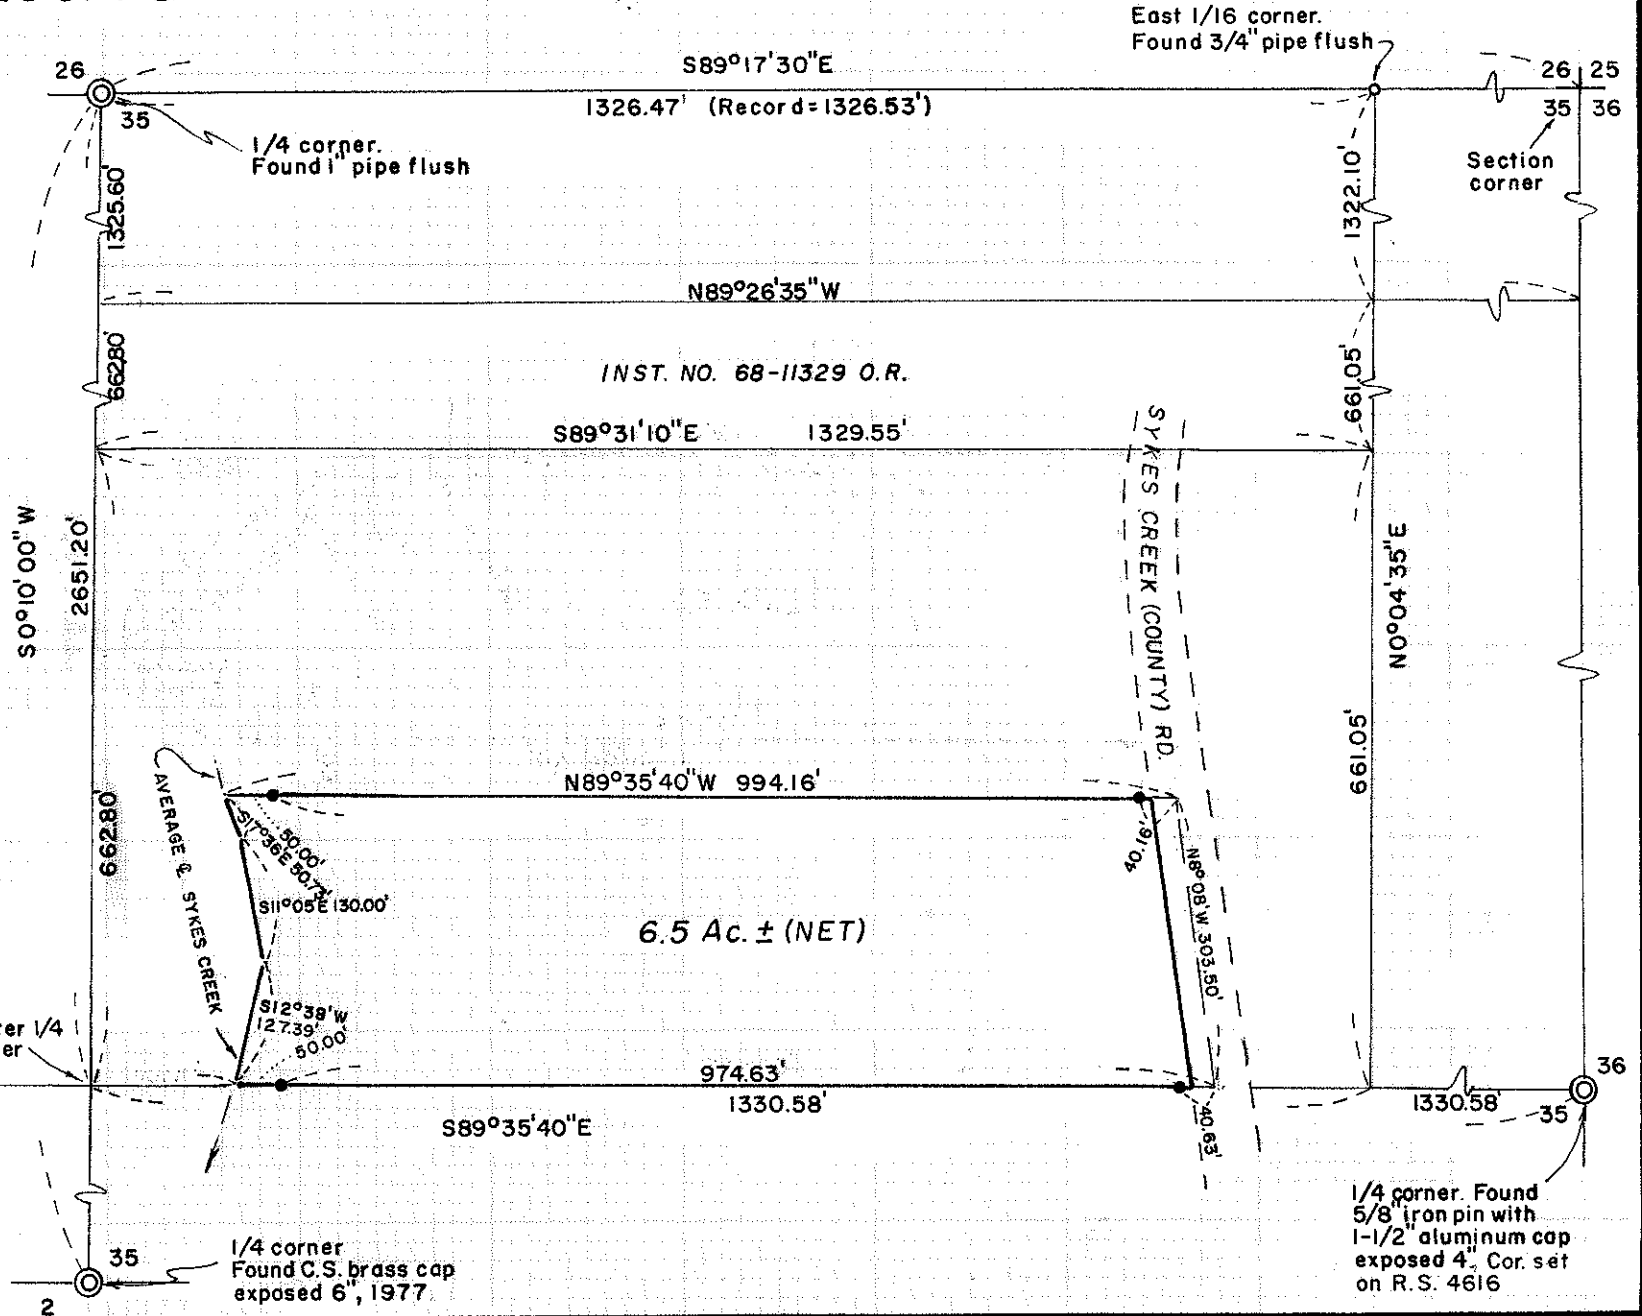 East 1/16 corner.
Found 3/4" pipe flush
26
S89°17'30"E
26 25
35
1326.47' (Record=1326.53')
35 36
1/4 corner.
Found 1" pipe flush
Section
corner
1325.60'
1322.10'
N89°26'35"W
662.80'
INST. NO. 68-11329 O.R.
661.05'
S89°31'10"E 1329.55'
SYKES CREEK (COUNTY) RD.
S0°10'00"W
2651.20'
N0°04'35"E
661.05'
N89°35'40"W 994.16'
662.80'
AVERAGE ℄ SYKES CREEK
50.00'
S17°36'E 50.73'
40.16'
N8°08'W 303.50'
S11°05'E 130.00'
6.5 Ac. ± (NET)
S12°38'W
127.39'
50.00'
er 1/4
er
974.63'
1330.58'
S89°35'40"E
40.63'
1330.58'
36
35
1/4 corner. Found
5/8" iron pin with
1-1/2" aluminum cap
exposed 4". Cor. set
on R.S. 4616
35
1/4 corner
Found C.S. brass cap
exposed 6", 1977
2